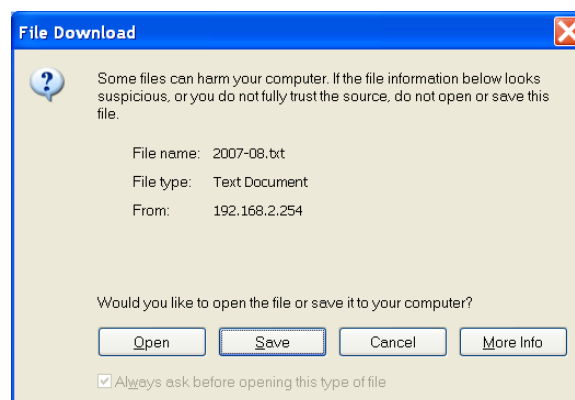 File Download
Some files can harm your computer. If the file information below looks
suspicious, or you do not fully trust the source, do not open or save this
file.
File name: 2007-08.txt
File type: Text Document
From: 192.168.2.254
Would you like to open the file or save it to your computer?
Open Save Cancel More Info
Always ask before opening this type of file